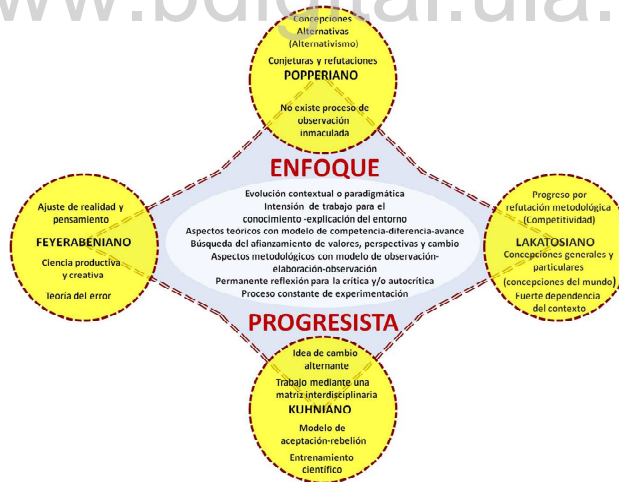 www.bdigital.ula.
Concepciones
Alternativas
(Alternativismo)
Conjeturas y refutaciones
POPPERIANO
No existe proceso de
observación
inmaculada
ENFOQUE
Ajuste de realidad y
pensamiento
FEYERABENIANO
Ciencia productiva
y creativa
Teoría del error
Evolución contextual o paradigmática
Intensión de trabajo para el
conocimiento -explicación del entorno
Aspectos teóricos con modelo de competencia-diferencia-avance
Búsqueda del afianzamiento de valores, perspectivas y cambio
Aspectos metodológicos con modelo de observación-
elaboración-observación
Permanente reflexión para la crítica y/o autocrítica
Proceso constante de experimentación
Progreso por
refutación metodológica
(Competitividad)
LAKATOSIANO
Concepciones generales y
particulares
(concepciones del mundo)
Fuerte dependencia
del contexto
PROGRESISTA
Idea de cambio
alternante
Trabajo mediante una
matriz interdisciplinaria
KUHNIANO
Modelo de
aceptación-rebelión
Entrenamiento
científico